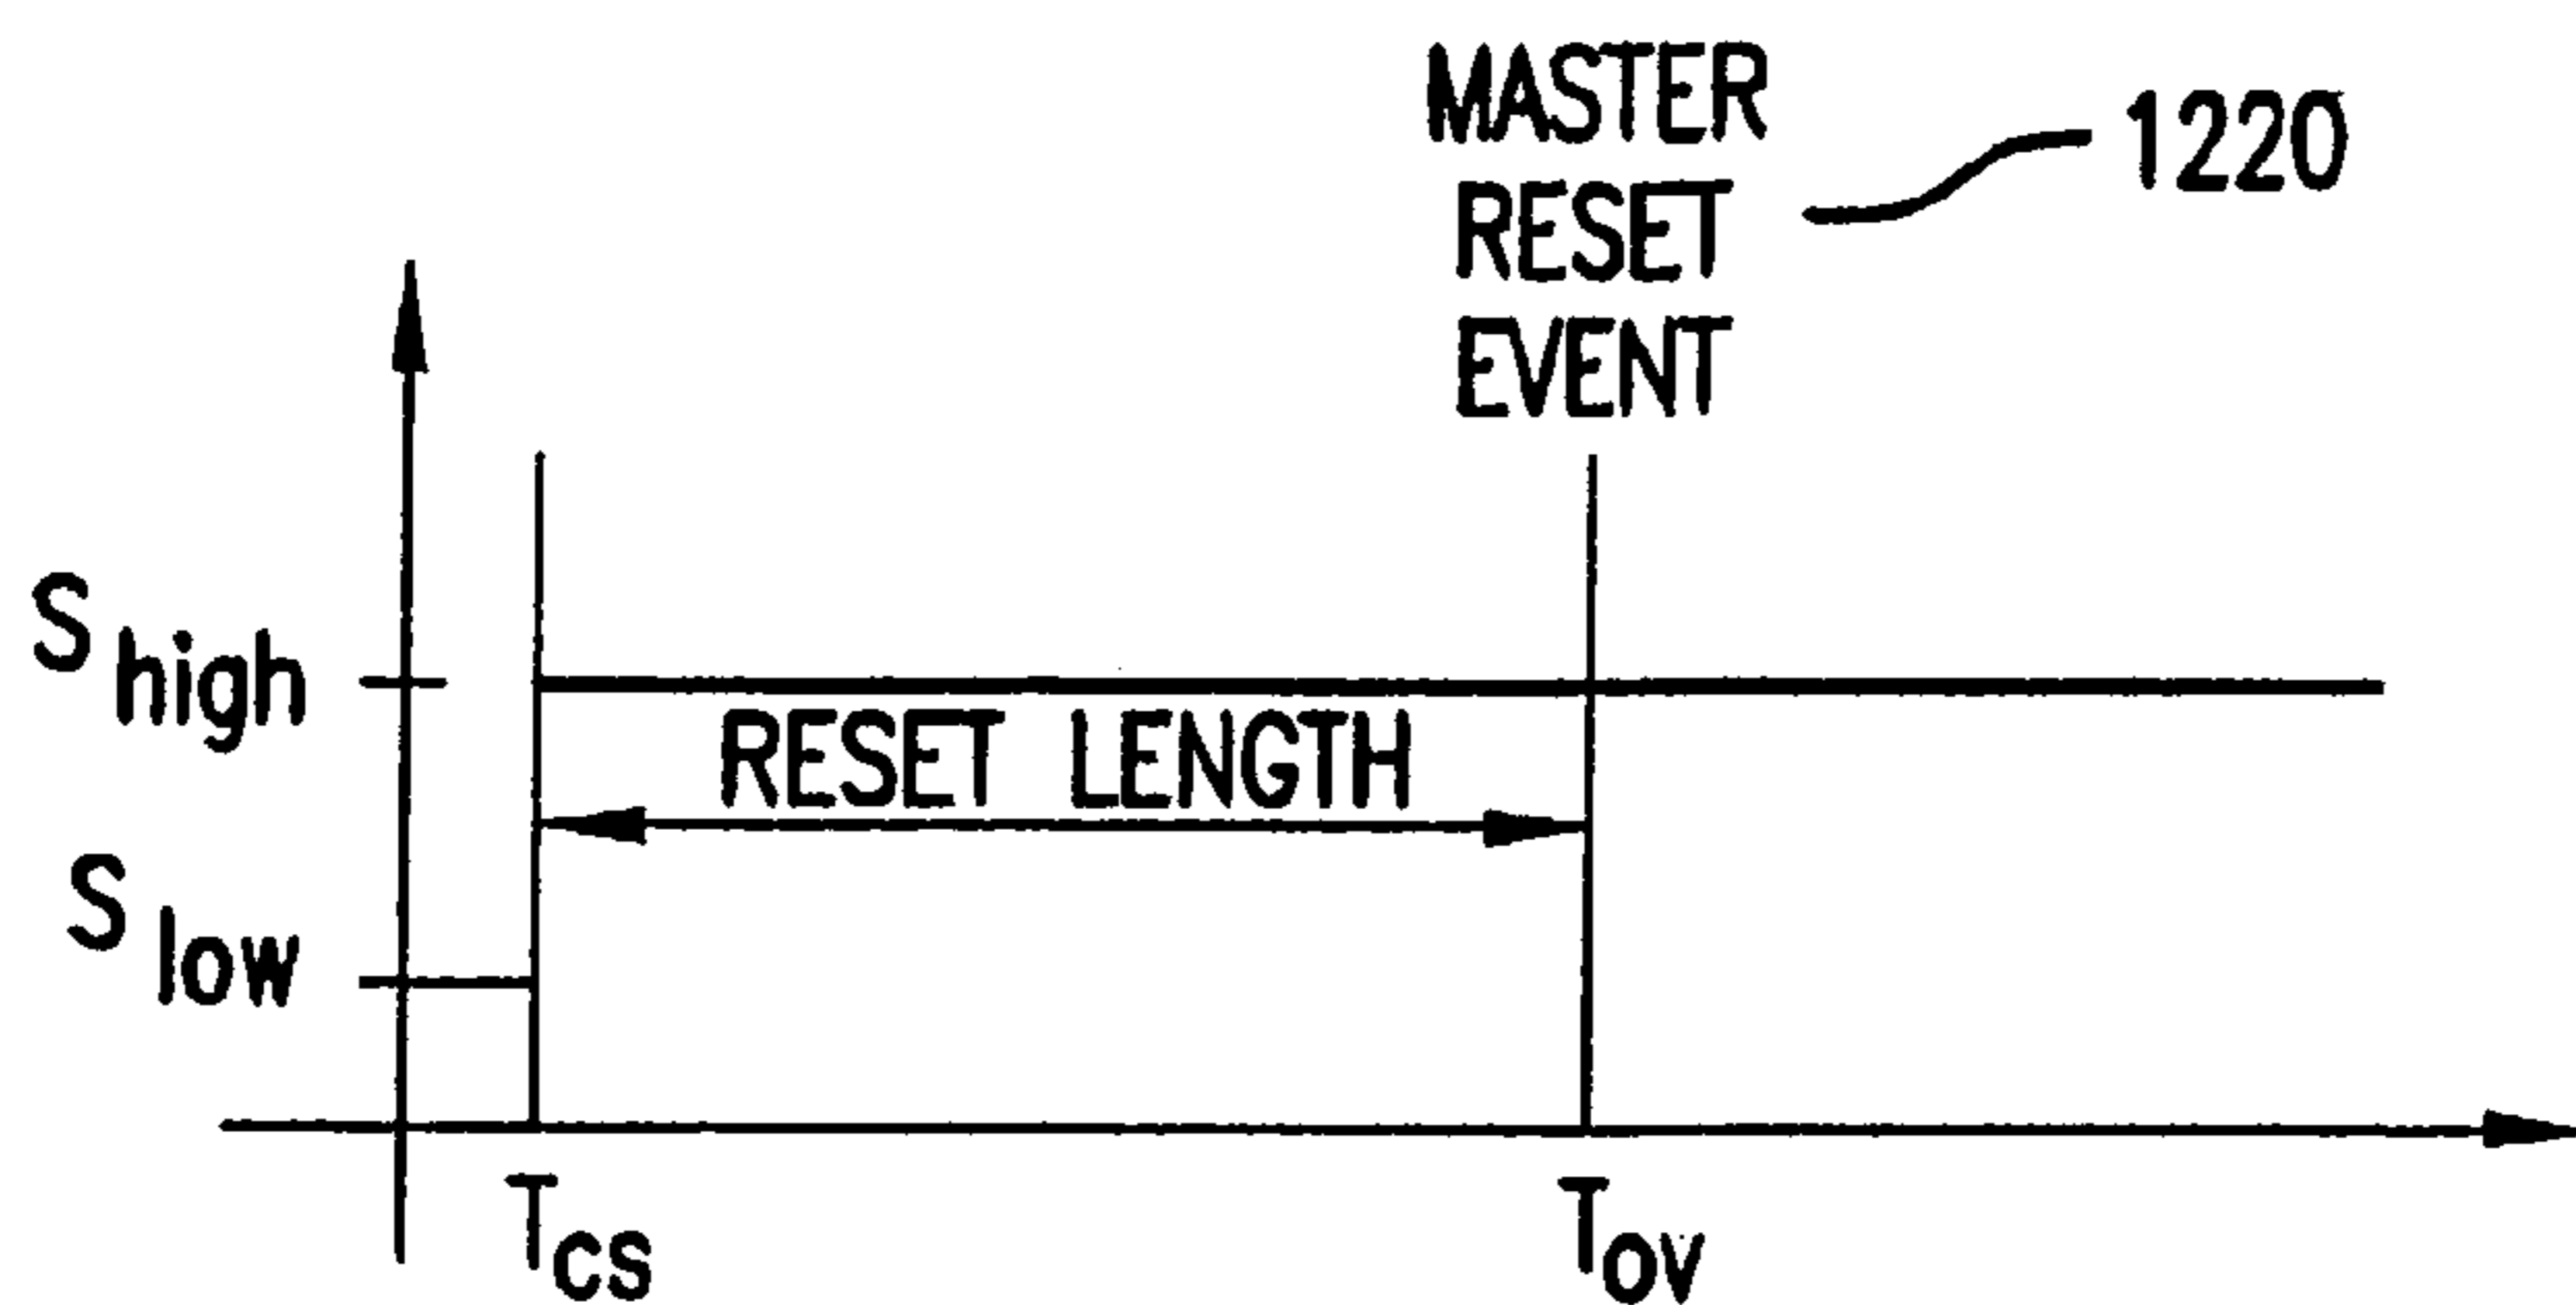 MASTER
RESET
EVENT
1220
S high
RESET LENGTH
S low
Tcs
Tov